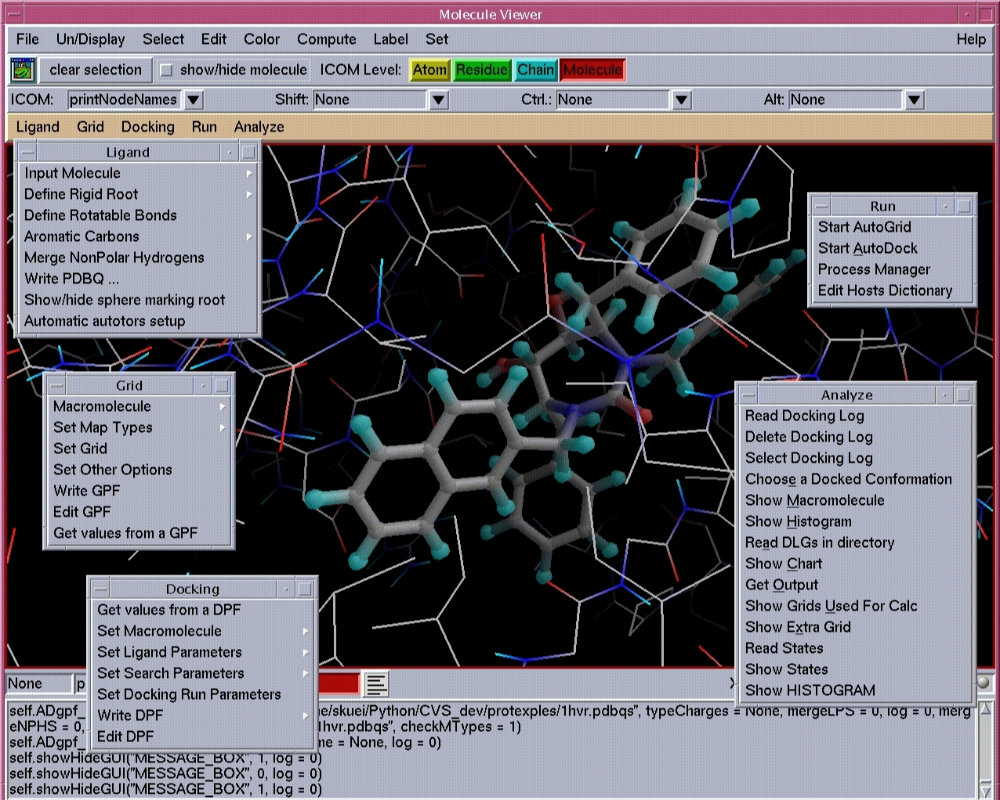 Molecule Viewer
File Un/Display Select Edit Color Compute Label Set Help
clear selection show/hide molecule ICOM Level: Atom Residue Chain Molecule
ICOM: printNodeNames Shift: None Ctrl.: None Alt: None
Ligand Grid Docking Run Analyze
Ligand
Input Molecule
Define Rigid Root
Define Rotatable Bonds
Aromatic Carbons
Merge NonPolar Hydrogens
Write PDBQ ...
Show/hide sphere marking root
Automatic autotors setup
Run
Start AutoGrid
Start AutoDock
Process Manager
Edit Hosts Dictionary
Grid
Macromolecule
Set Map Types
Set Grid
Set Other Options
Write GPF
Edit GPF
Get values from a GPF
Analyze
Read Docking Log
Delete Docking Log
Select Docking Log
Choose a Docked Conformation
Show Macromolecule
Show Histogram
Read DLGs in directory
Show Chart
Get Output
Show Grids Used For Calc
Show Extra Grid
Read States
Show States
Show HISTOGRAM
Docking
Get values from a DPF
Set Macromolecule
Set Ligand Parameters
Set Search Parameters
Set Docking Run Parameters
Write DPF
Edit DPF
None p
self.ADgpf_ e/skuei/Python/CVS_dev/protexples/1hvr.pdbqs", typeCharges = None, mergeLPS = 0, log = 0, merg
eNPHS = 0, 1hvr.pdbqs", checkMTypes = 1)
self.ADgpf_ me = None, log = 0)
self.showHideGUI("MESSAGE_BOX", 1, log = 0)
self.showHideGUI("MESSAGE_BOX", 0, log = 0)
self.showHideGUI("MESSAGE_BOX", 1, log = 0)